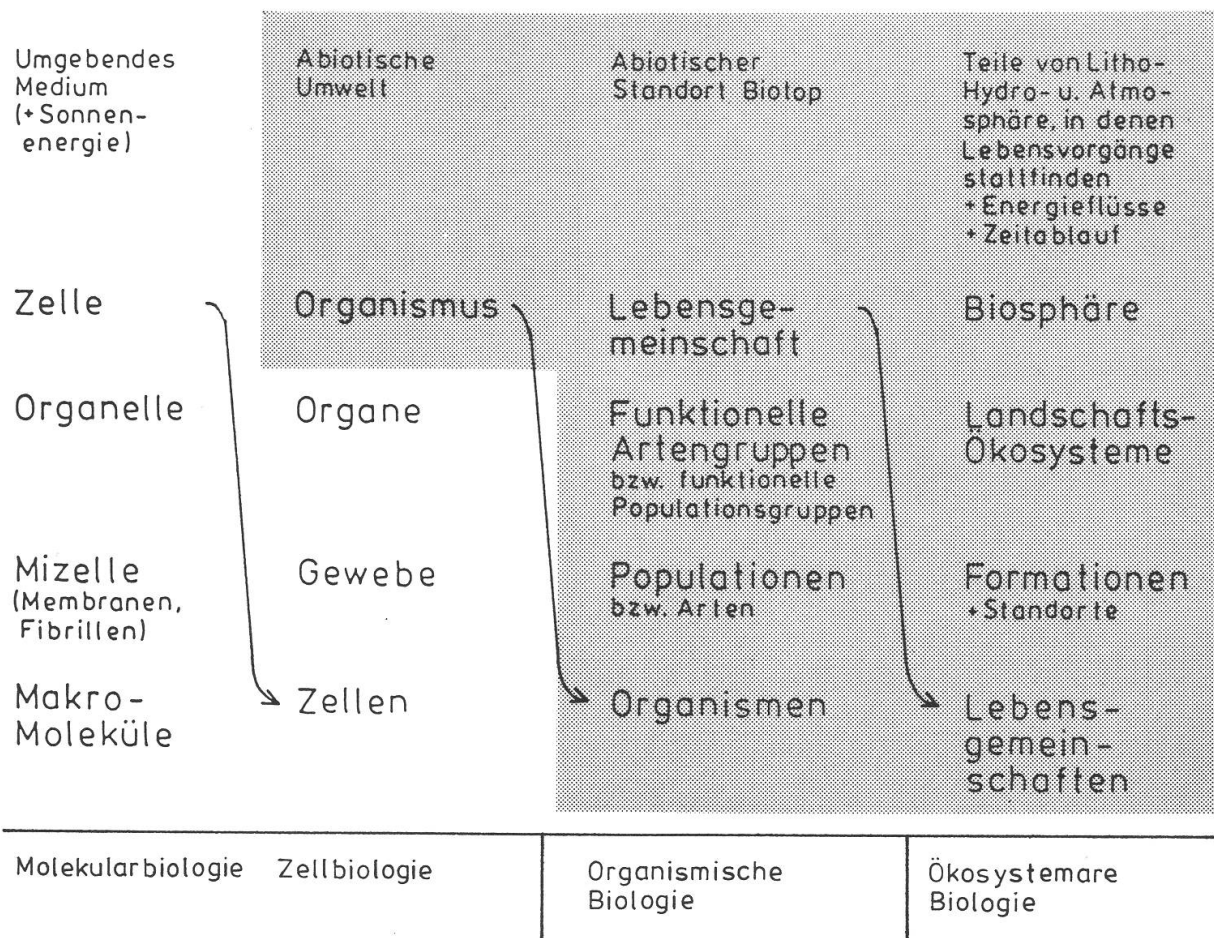 Umgebendes
Medium
(+Sonnen-
energie)
Abiotische
Umwelt
Abiotischer
Standort Biotop
Teile von Litho-
Hydro- u. Atmo-
sphäre, in denen
Lebensvorgänge
stattfinden
+ Energieflüsse
+ Zeitablauf
Zelle
Organismus
Lebensge-
meinschaft
Biosphäre
Organelle
Organe
Funktionelle
Artengruppen
bzw. funktionelle
Populationsgruppen
Landschafts-
Ökosysteme
Mizelle
(Membranen,
Fibrillen)
Gewebe
Populationen
bzw. Arten
Formationen
+ Standorte
Makro-
Moleküle
Zellen
Organismen
Lebens-
gemein-
schaften
Molekularbiologie
Zellbiologie
Organismische
Biologie
Ökosystemare
Biologie